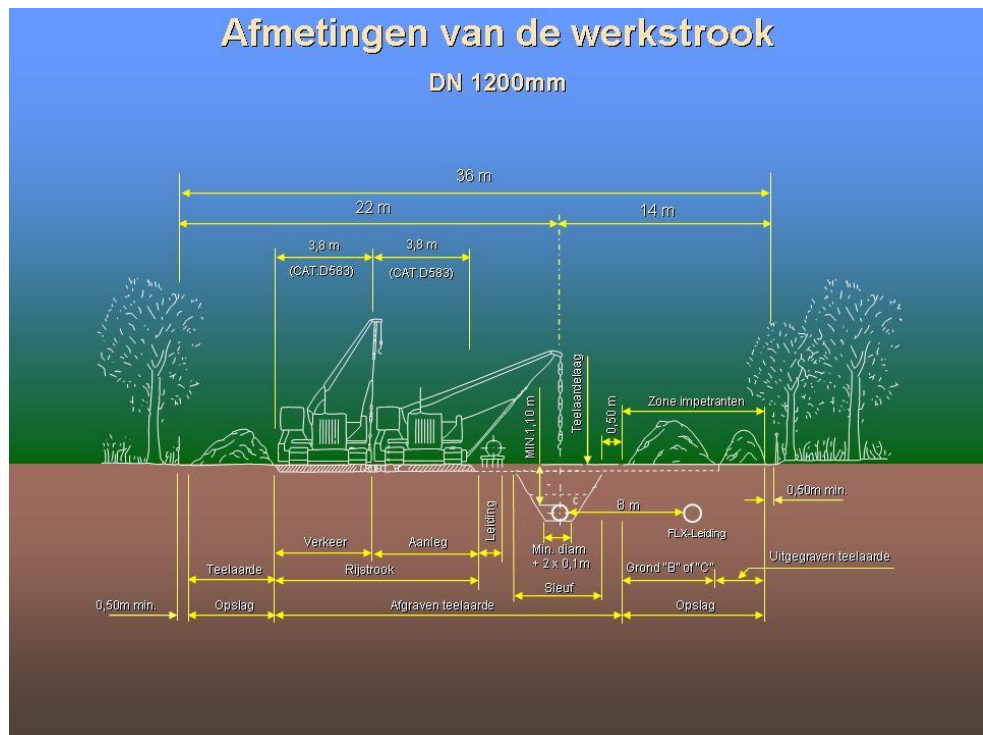 Afmetingen van de werkstrook
DN 1200mm
36 m
22 m
14 m
3,8 m
3,8 m
(CAT.D583)
(CAT.D583)
MIN.1,10 m
Teelaardelaag
0,50 m
Zone impetranten
0,50m min.
8 m
Leiding
FLX-Leiding
Verkeer
Aanleg
Min. diam
+ 2 x 0,1m
Uitgegraven teelaarde
Teelaarde
Rijstrook
Grond "B" of "C"
Sleuf
0,50m min.
Opslag
Afgraven teelaarde
Opslag